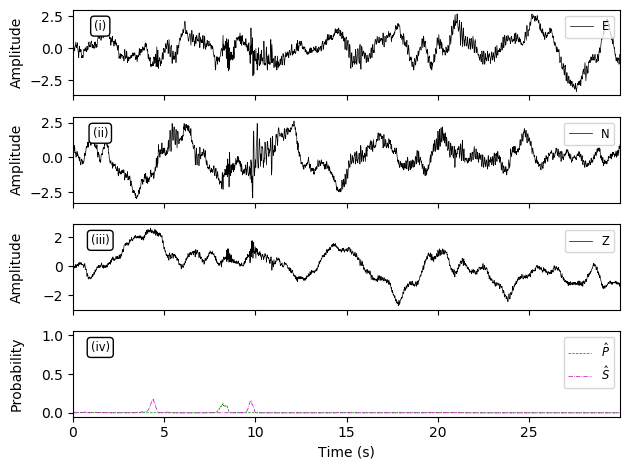 2.5
0.0
−2.5
Amplitude
(i)
E
2.5
0.0
−2.5
Amplitude
(ii)
N
2
0
−2
Amplitude
(iii)
Z
1.0
0.5
0.0
Probability
(iv)
P̂
Ŝ
0 5 10 15 20 25
Time (s)